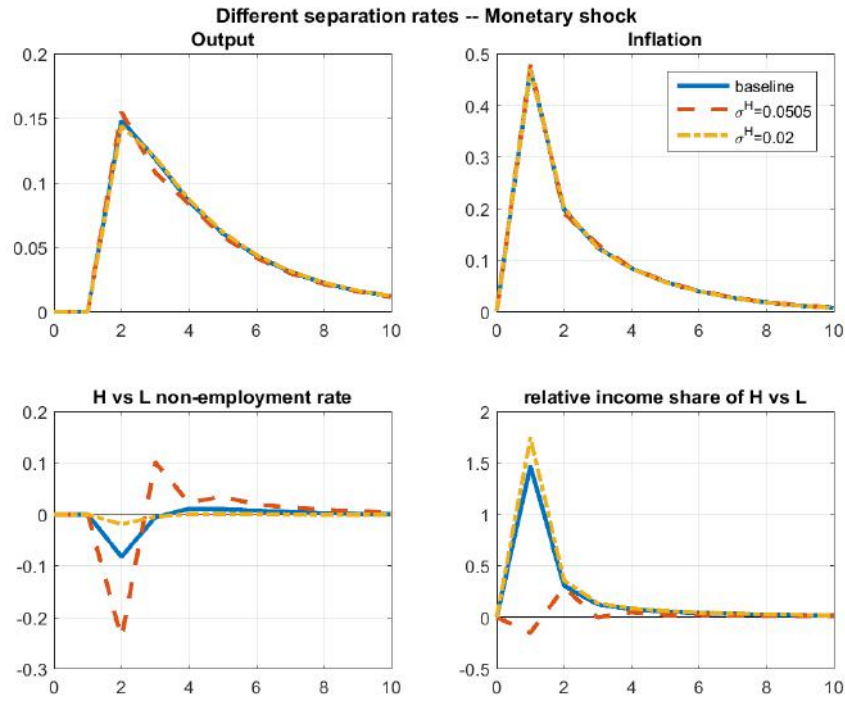 Different separation rates -- Monetary shock
Output
0.2
0.15
0.1
0.05
0
0 2 4 6 8 10
Inflation
0.5
0.4
0.3
0.2
0.1
0
0 2 4 6 8 10
baseline
σ^H=0.0505
σ^H=0.02
H vs L non-employment rate
0.2
0.1
0
-0.1
-0.2
-0.3
0 2 4 6 8 10
relative income share of H vs L
2
1.5
1
0.5
0
-0.5
0 2 4 6 8 10